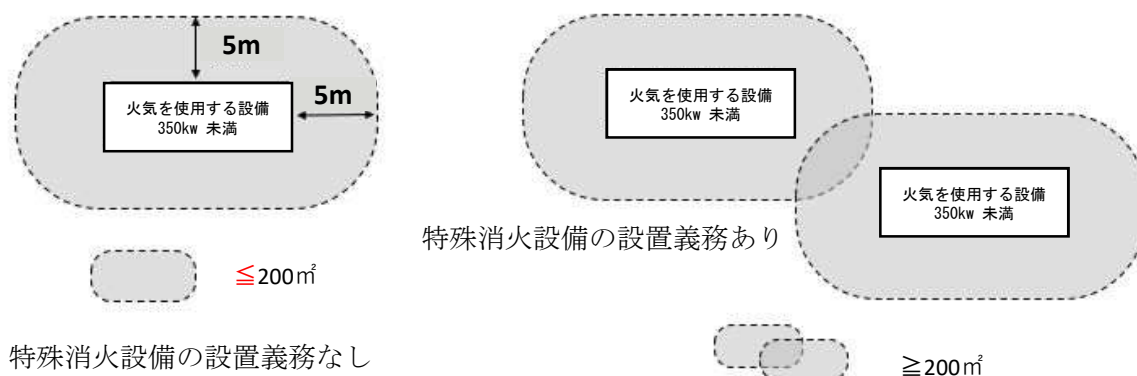 5m
5m
火気を使用する設備
350kw 未満
≦200㎡
特殊消火設備の設置義務なし
火気を使用する設備
350kw 未満
火気を使用する設備
350kw 未満
特殊消火設備の設置義務あり
≧200㎡